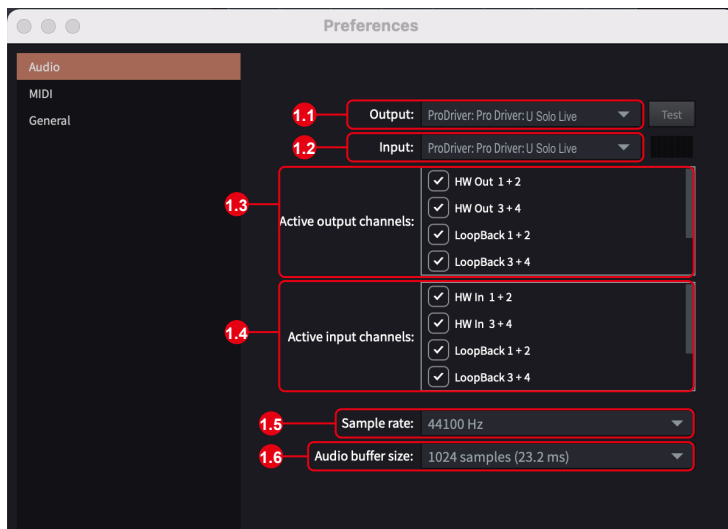 Preferences
Audio
MIDI
General
1.1 Output: ProDriver: Pro Driver: U Solo Live Test
1.2 Input: ProDriver: Pro Driver: U Solo Live
1.3 Active output channels:
HW Out 1 + 2
HW Out 3 + 4
LoopBack 1 + 2
LoopBack 3 + 4
1.4 Active input channels:
HW In 1 + 2
HW In 3 + 4
LoopBack 1 + 2
LoopBack 3 + 4
1.5 Sample rate: 44100 Hz
1.6 Audio buffer size: 1024 samples (23.2 ms)